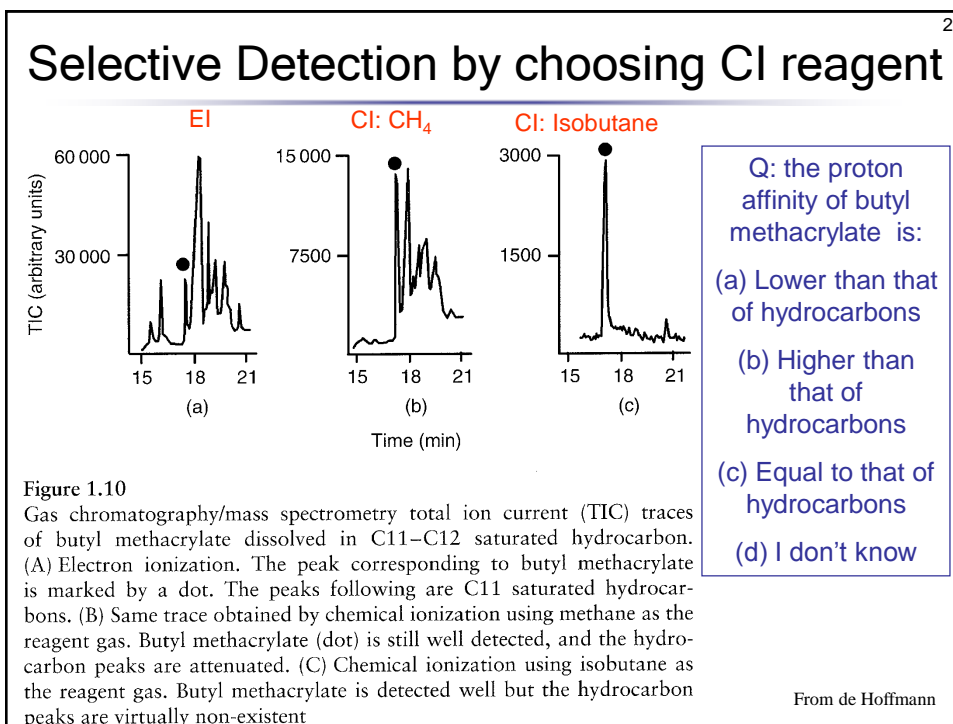 2
Selective Detection by choosing CI reagent
EI
CI: CH₄
CI: Isobutane
TIC (arbitrary units)
60 000
30 000
15
18
21
(a)
15 000
7500
15
18
21
(b)
3000
1500
15
18
21
(c)
Time (min)
Q: the proton
affinity of butyl
methacrylate is:
(a) Lower than that
of hydrocarbons
(b) Higher than
that of
hydrocarbons
(c) Equal to that of
hydrocarbons
(d) I don't know
Figure 1.10
Gas chromatography/mass spectrometry total ion current (TIC) traces
of butyl methacrylate dissolved in C11–C12 saturated hydrocarbon.
(A) Electron ionization. The peak corresponding to butyl methacrylate
is marked by a dot. The peaks following are C11 saturated hydrocar-
bons. (B) Same trace obtained by chemical ionization using methane as the
reagent gas. Butyl methacrylate (dot) is still well detected, and the hydro-
carbon peaks are attenuated. (C) Chemical ionization using isobutane as
the reagent gas. Butyl methacrylate is detected well but the hydrocarbon
peaks are virtually non-existent
From de Hoffmann